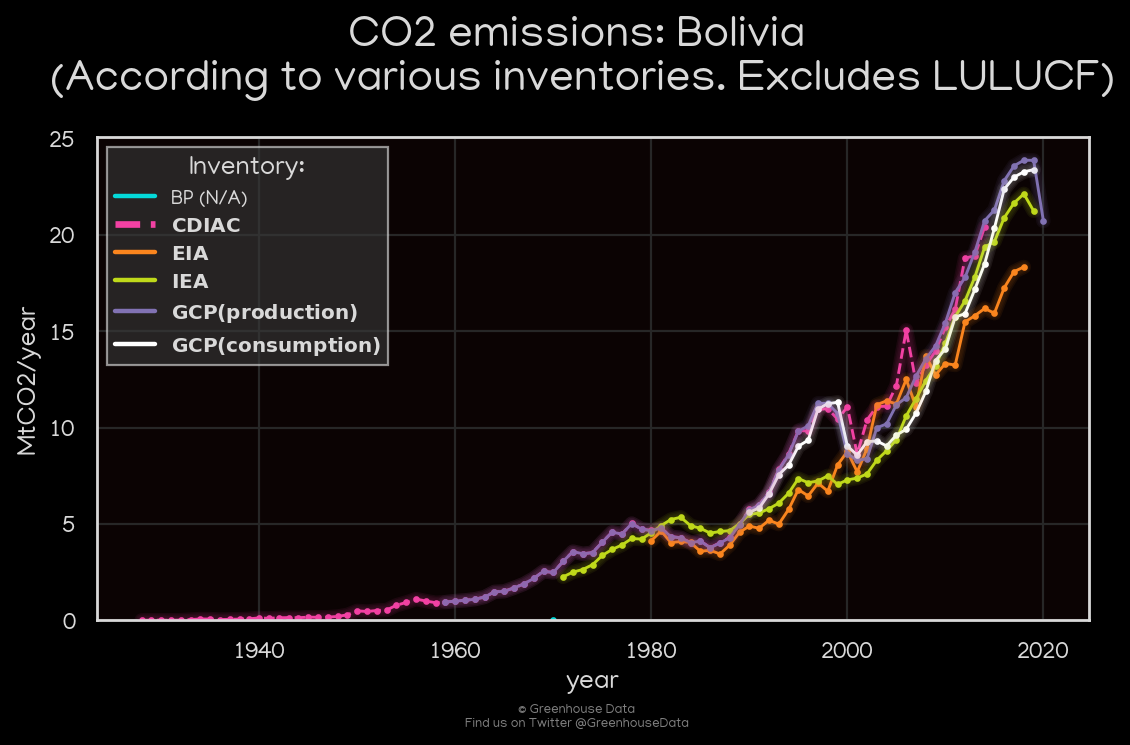 CO2 emissions: Bolivia
(According to various inventories. Excludes LULUCF)
25
20
15
10
5
0
MtCO2/year
Inventory:
BP (N/A)
CDIAC
EIA
IEA
GCP(production)
GCP(consumption)
1940
1960
1980
2000
2020
year
© Greenhouse Data
Find us on Twitter @GreenhouseData